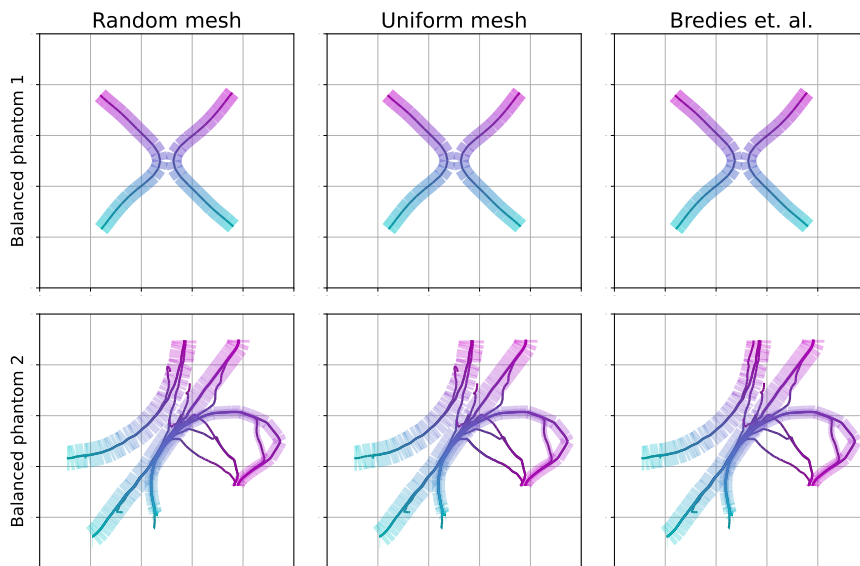 Random mesh
Uniform mesh
Bredies et. al.
Balanced phantom 1
Balanced phantom 2